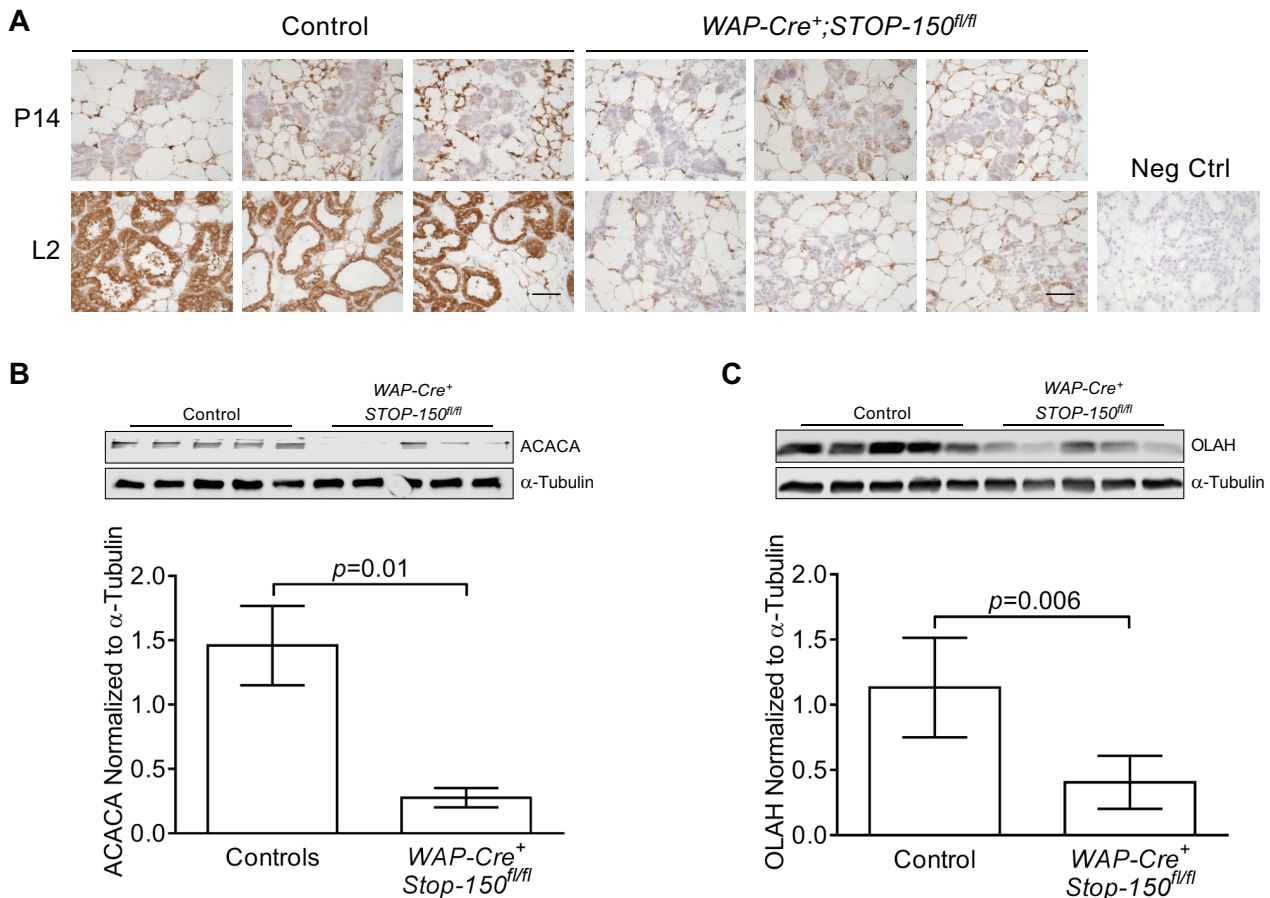 A
Control
WAP-Cre+;STOP-150fl/fl
P14
Neg Ctrl
L2
B
Control
WAP-Cre+
STOP-150fl/fl
ACACA
α-Tubulin
ACACA Normalized to α-Tubulin
2.0
1.5
1.0
0.5
0.0
p=0.01
Controls
WAP-Cre+
Stop-150fl/fl
C
Control
WAP-Cre+
STOP-150fl/fl
OLAH
α-Tubulin
OLAH Normalized to α-Tubulin
2.0
1.5
1.0
0.5
0.0
p=0.006
Control
WAP-Cre+
Stop-150fl/fl